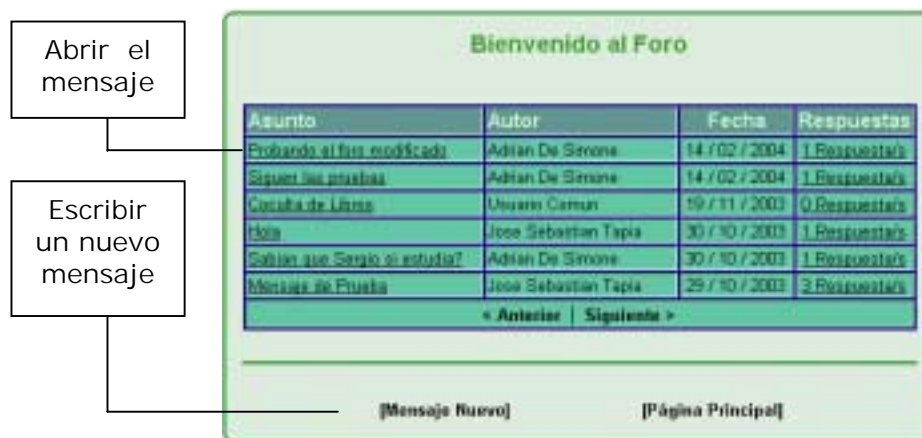 Abrir el
mensaje
Escribir
un nuevo
mensaje
Bienvenido al Foro
Asunto Autor Fecha Respuestas
Probando el foro modificado Adrian De Simone 14 / 02 / 2004 1 Respuesta/s
Siguen las pruebas Adrian De Simone 14 / 02 / 2004 1 Respuesta/s
de Libros Usuario Comun 19 / 11 / 2003 0 Respuesta/s
Hola Jose Sebastian Tapia 30 / 10 / 2003 1 Respuesta/s
Sabian que Sergio si estudia? Adrian De Simone 30 / 10 / 2003 1 Respuesta/s
Mensaje de Prueba Jose Sebastian Tapia 29 / 10 / 2003 3 Respuesta/s
< Anterior | Siguiente >
[Mensaje Nuevo] [Página Principal]